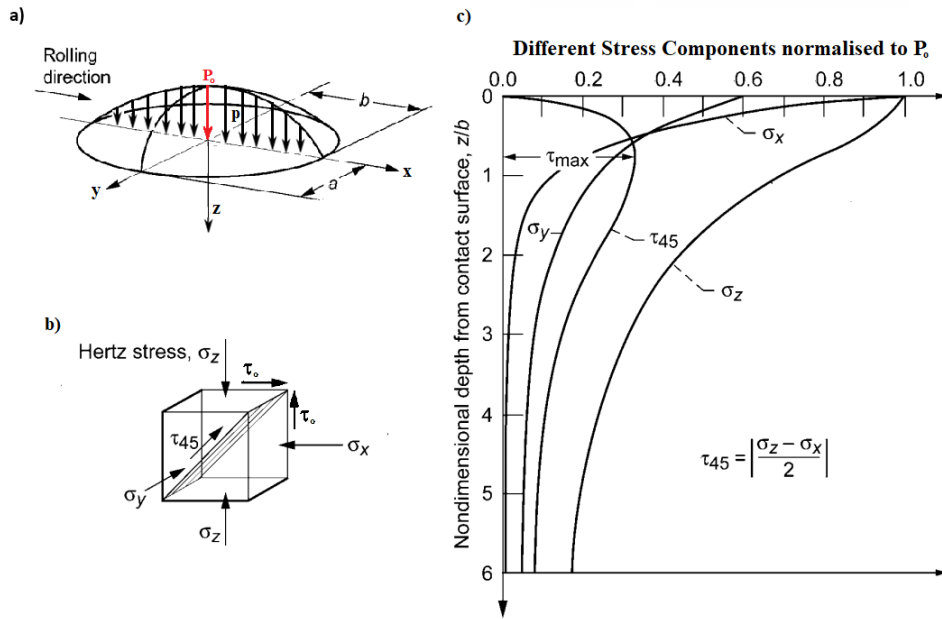 a)
Rolling
direction
Pₒ
p
b
a
x
y
z
b)
Hertz stress, σz
τₒ
τₒ
τ45
σx
σy
σz
c)
Different Stress Components normalised to Pₒ
0.0 0.2 0.4 0.6 0.8 1.0
Nondimensional depth from contact surface, z/b
0
1
2
3
4
5
6
σx
τmax
σy
τ45
σz
τ45 = |σz – σx / 2|